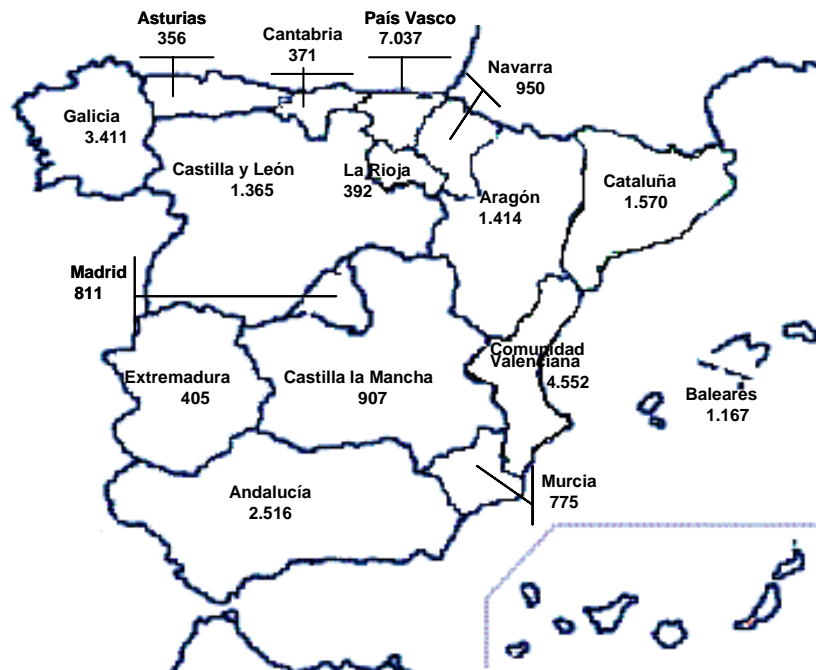 Asturias
356
Cantabria
371
País Vasco
7.037
Navarra
950
Galicia
3.411
Castilla y León
1.365
La Rioja
392
Aragón
1.414
Cataluña
1.570
Madrid
811
Comunidad
Valenciana
4.552
Extremadura
405
Castilla la Mancha
907
Baleares
1.167
Andalucía
2.516
Murcia
775